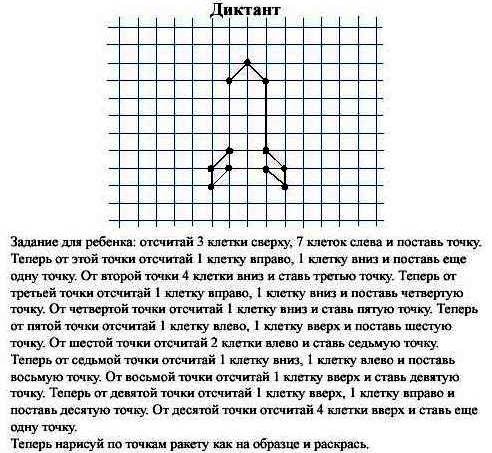 Диктант
Задание для ребенка: отсчитай 3 клетки сверху, 7 клеток слева и поставь точку.
Теперь от этой точки отсчитай 1 клетку вправо, 1 клетку вниз и поставь еще
одну точку. От второй точки 4 клетки вниз и ставь третью точку. Теперь от
третьей точки отсчитай 1 клетку вправо, 1 клетку вниз и поставь четвертую
точку. От четвертой точки отсчитай 1 клетку вниз и ставь пятую точку. Теперь
от пятой точки отсчитай 1 клетку влево, 1 клетку вверх и поставь шестую
точку. От шестой точки отсчитай 2 клетки влево и ставь седьмую точку.
Теперь от седьмой точки отсчитай 1 клетку вниз, 1 клетку влево и поставь
восьмую точку. От восьмой точки отсчитай 1 клетку вверх и ставь девятую
точку. Теперь от девятой точки отсчитай 1 клетку вверх, 1 клетку вправо и
поставь десятую точку. От десятой точки отсчитай 4 клетки вверх и ставь еще
одну точку.
Теперь нарисуй по точкам ракету как на образце и раскрась.